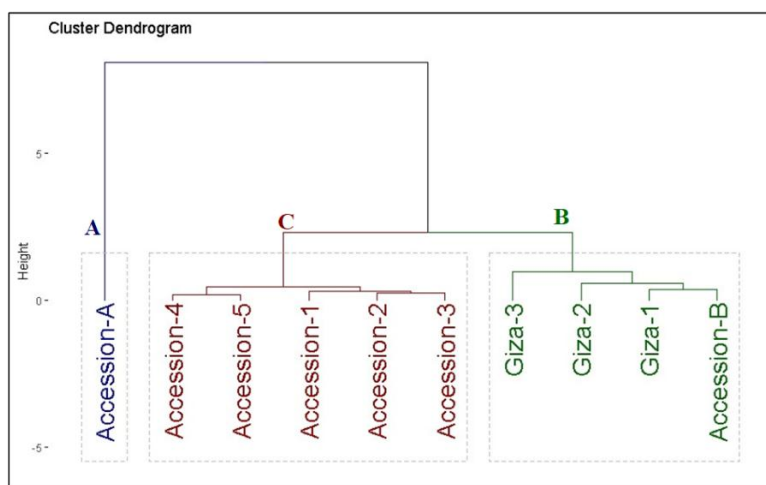 Cluster Dendrogram
5
A
C
B
Height
0
-5
Accession-A
Accession-4
Accession-5
Accession-1
Accession-2
Accession-3
Giza-3
Giza-2
Giza-1
Accession-B